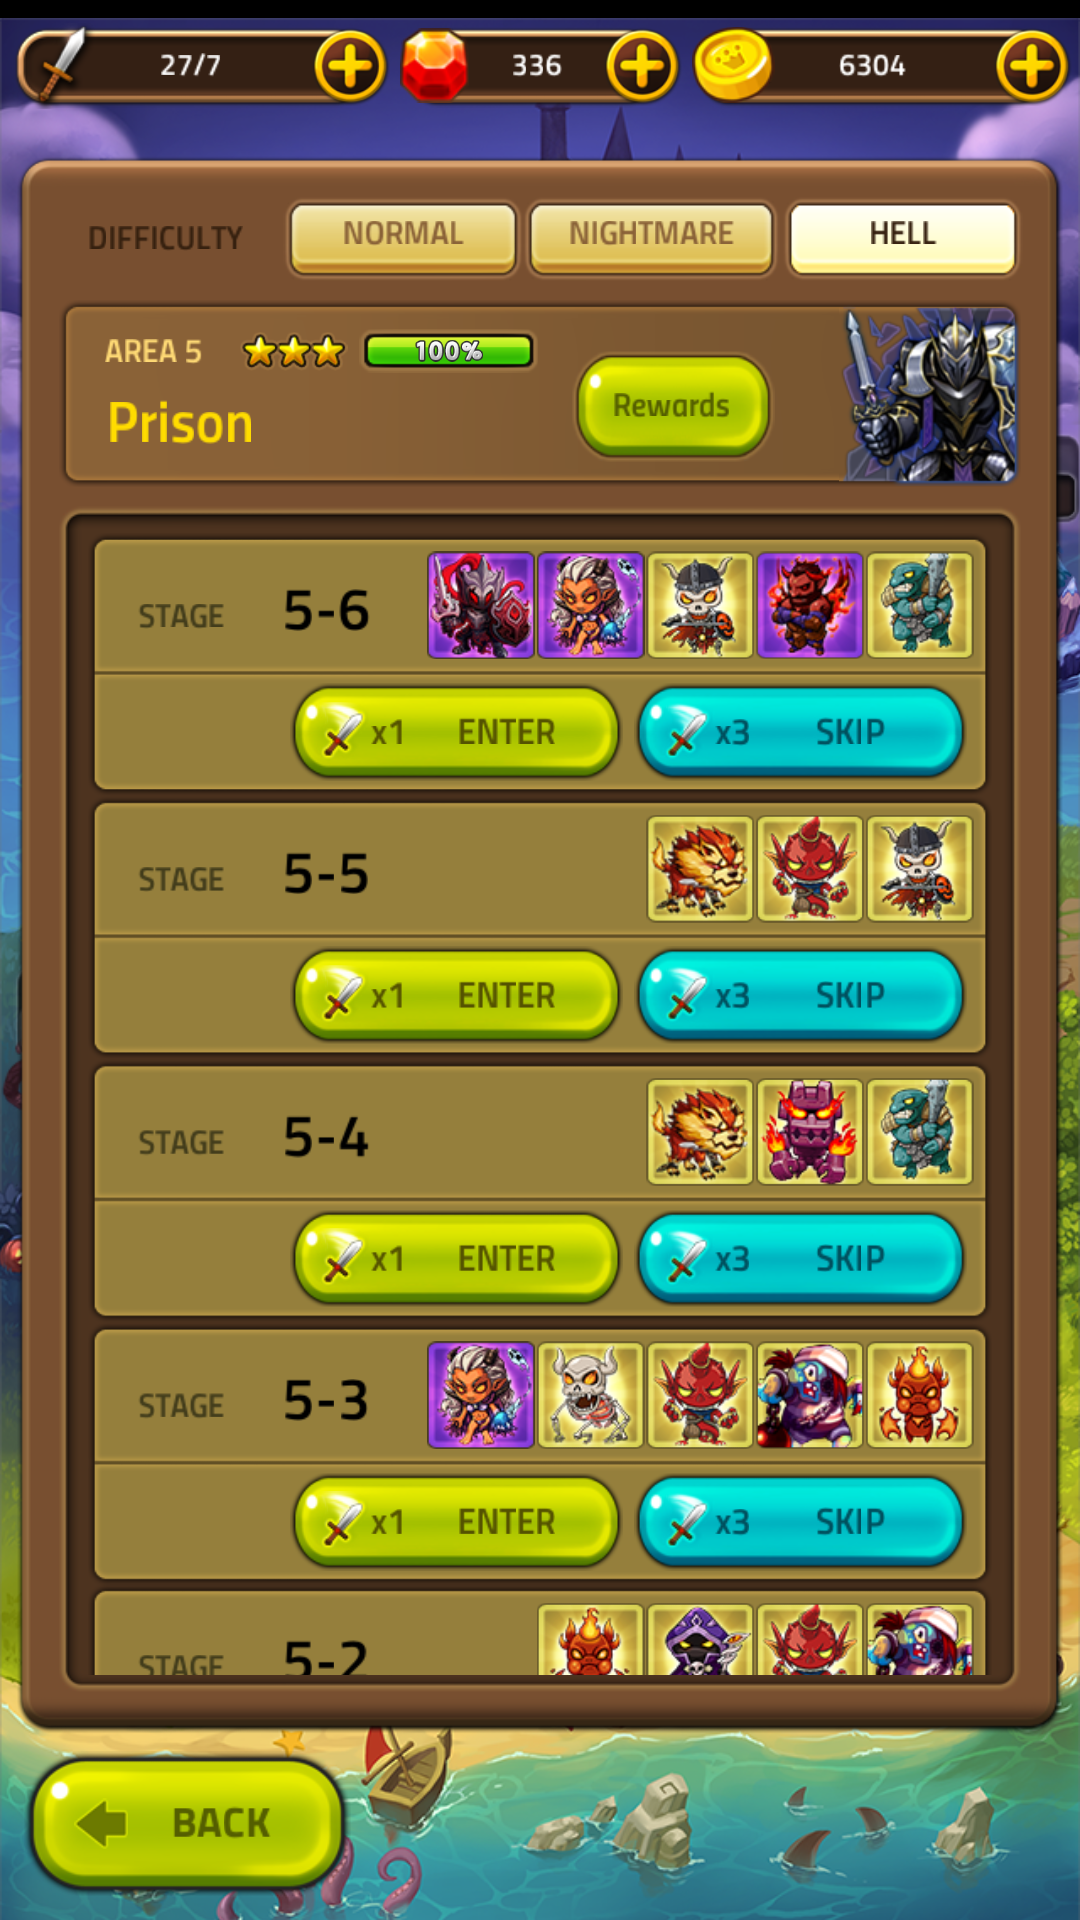 27/7 336 6304
DIFFICULTY NORMAL NIGHTMARE HELL
AREA 5 100%
Prison
Rewards
STAGE 5-6
x1 ENTER x3 SKIP
STAGE 5-5
x1 ENTER x3 SKIP
STAGE 5-4
x1 ENTER x3 SKIP
STAGE 5-3
x1 ENTER x3 SKIP
STAGE 5-2
BACK